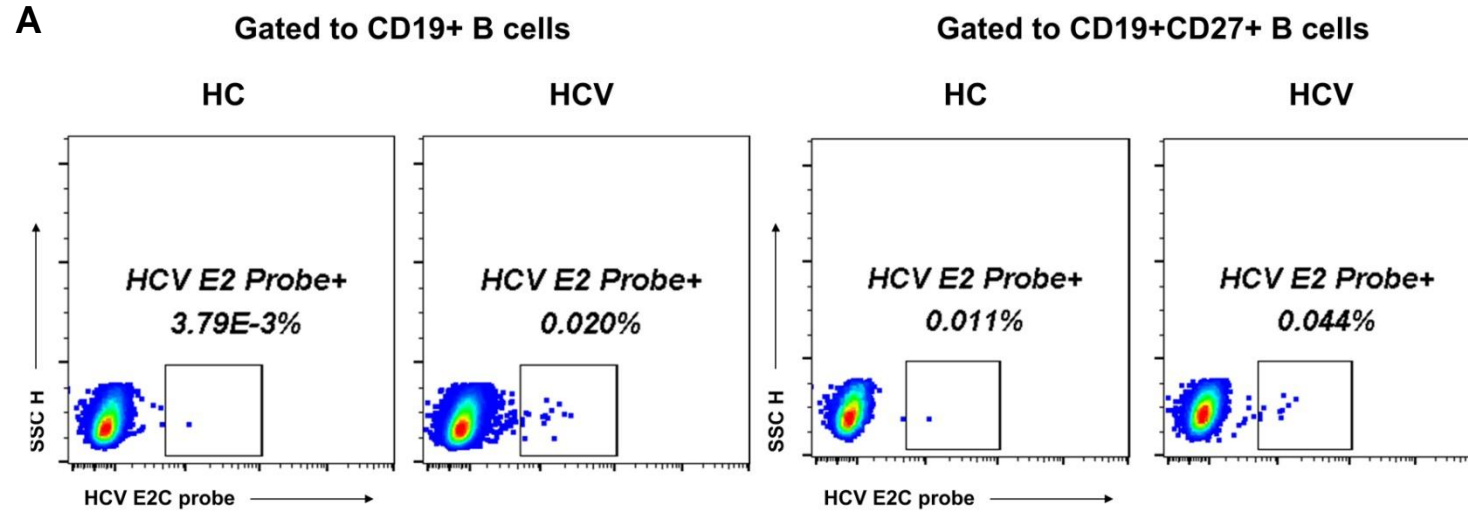 A
Gated to CD19+ B cells
Gated to CD19+CD27+ B cells
HC
HCV
HC
HCV
HCV E2 Probe+
3.79E-3%
HCV E2 Probe+
0.020%
HCV E2 Probe+
0.011%
HCV E2 Probe+
0.044%
SSC H
SSC H
HCV E2C probe
HCV E2C probe